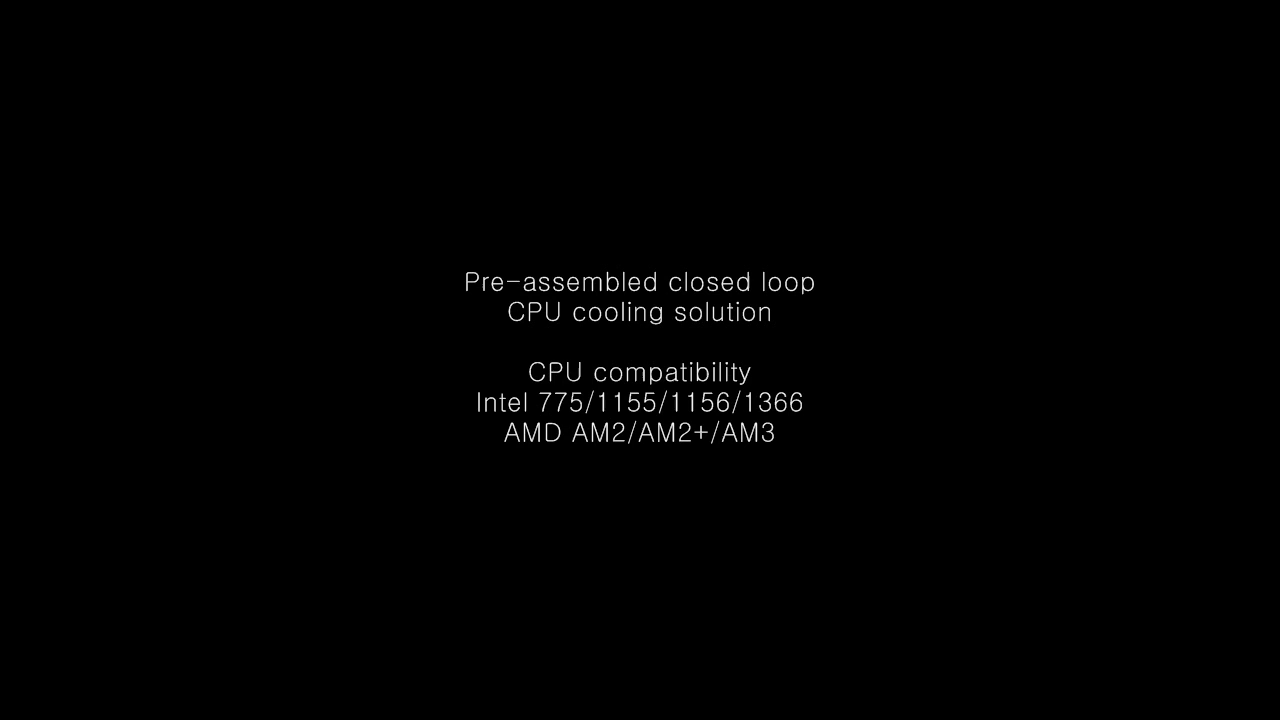 Pre-assembled closed loop
CPU cooling solution
CPU compatibility
Intel 775/1155/1156/1366
AMD AM2/AM2+/AM3